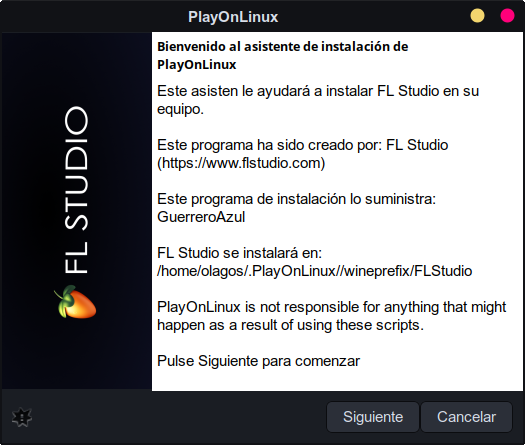 PlayOnLinux
FL STUDIO
Bienvenido al asistente de instalación de
PlayOnLinux
Este asisten le ayudará a instalar FL Studio en su
equipo.
Este programa ha sido creado por: FL Studio
(https://www.flstudio.com)
Este programa de instalación lo suministra:
GuerreroAzul
FL Studio se instalará en:
/home/olagos/.PlayOnLinux//wineprefix/FLStudio
PlayOnLinux is not responsible for anything that might
happen as a result of using these scripts.
Pulse Siguiente para comenzar
Siguiente
Cancelar